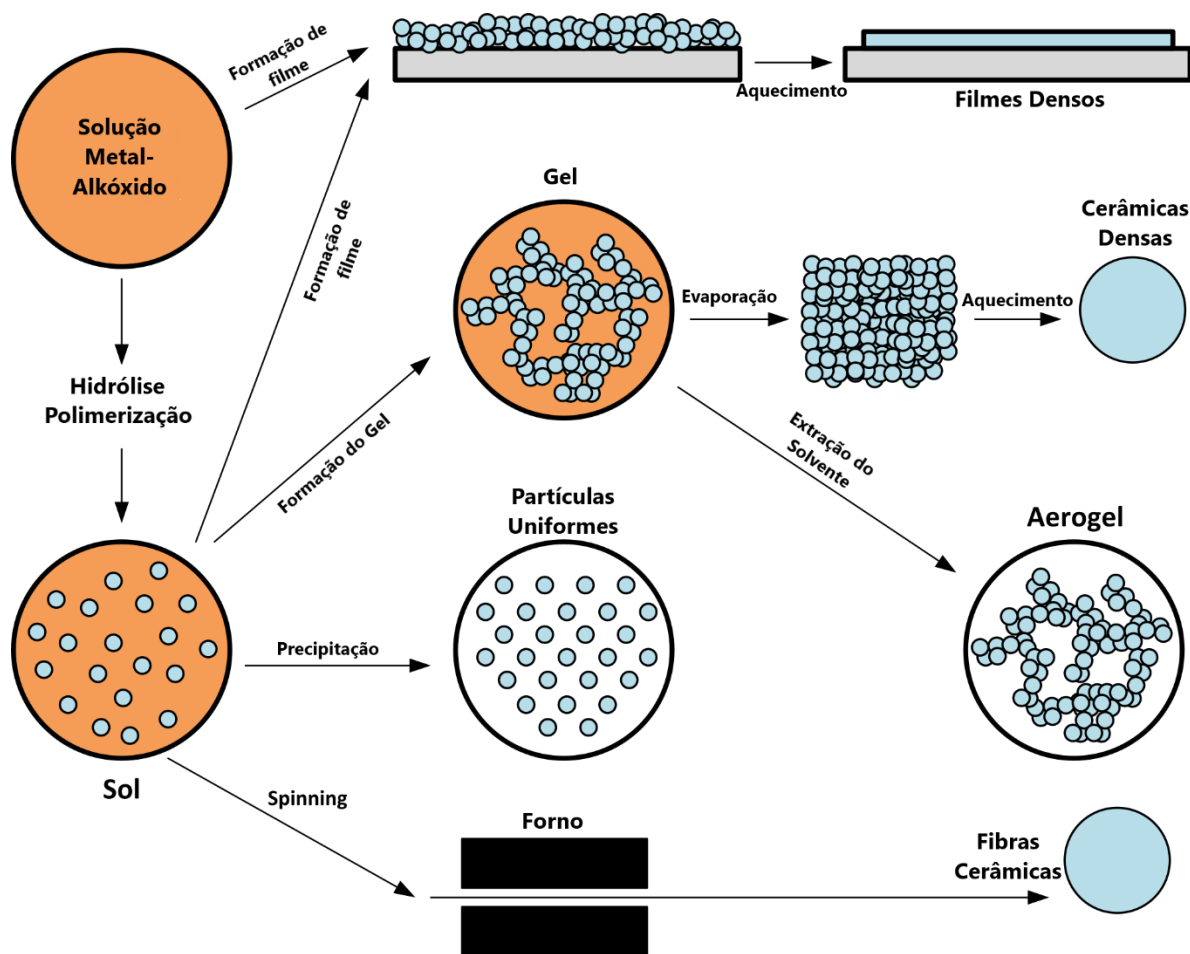 Solução
Metal-
Alkóxido
Formação de
filme
Aquecimento
Filmes Densos
Formação de
filme
Hidrólise
Polimerização
Gel
Evaporação
Aquecimento
Cerâmicas
Densas
Formação do Gel
Extração do
Solvente
Partículas
Uniformes
Aerogel
Precipitação
Sol
Spinning
Forno
Fibras
Cerâmicas